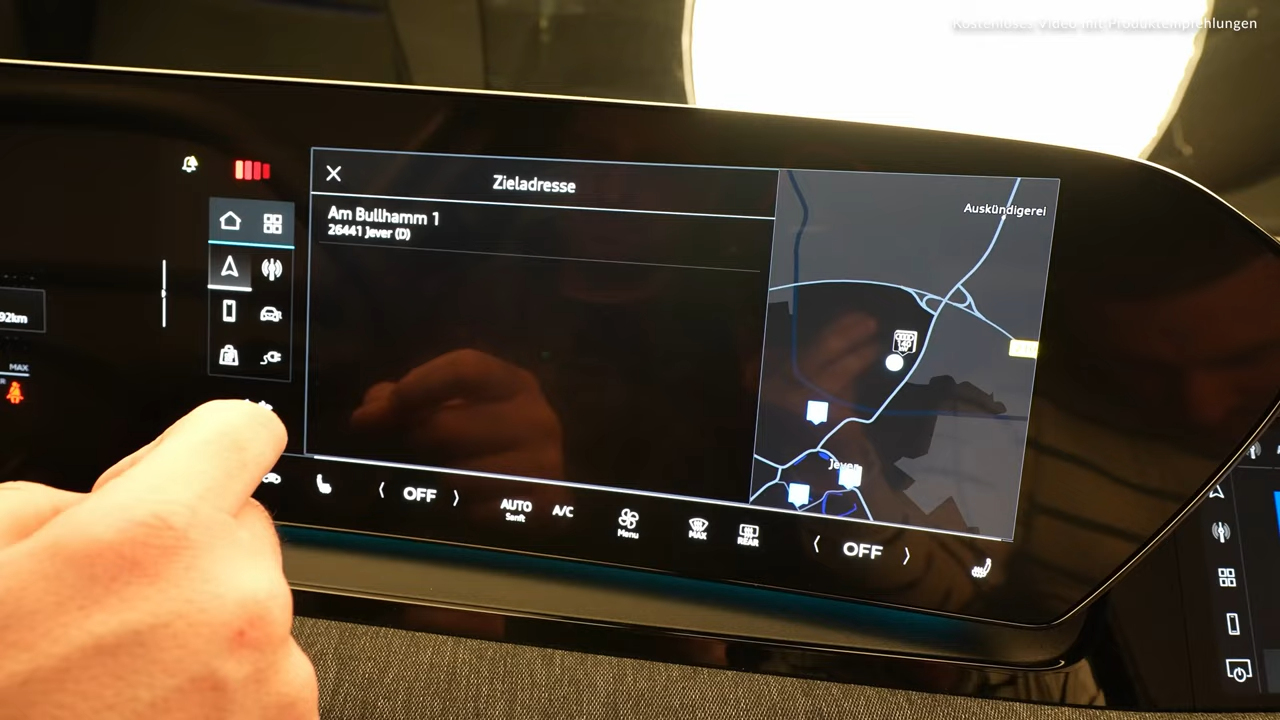 Kostenloses Video mit Produktempfehlungen
Zieladresse
Am Bullhamm 1
26441 Jever (D)
Auskündigerei
Jever
92km
MAX
OFF
AUTO
Sanft
A/C
Menu
MAX
REAR
OFF